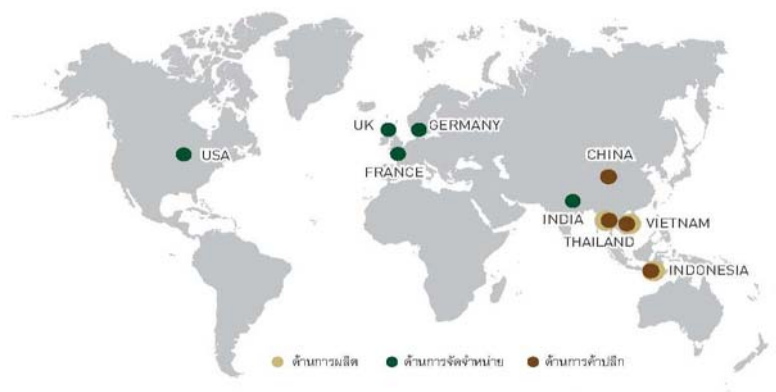 UK
GERMANY
USA
FRANCE
CHINA
INDIA
VIETNAM
THAILAND
INDONESIA
ด้านการผลิต ด้านการจัดจำหน่าย ด้านการค้าปลีก